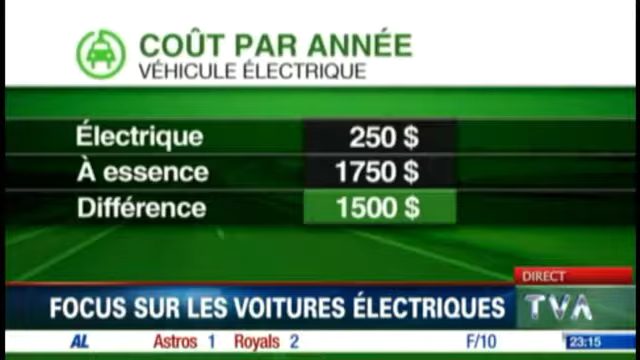 COÛT PAR ANNÉE
VÉHICULE ÉLECTRIQUE
Électrique 250 $
À essence 1750 $
Différence 1500 $
DIRECT
FOCUS SUR LES VOITURES ÉLECTRIQUES TVA
AL Astros 1 Royals 2 F/10 23:15